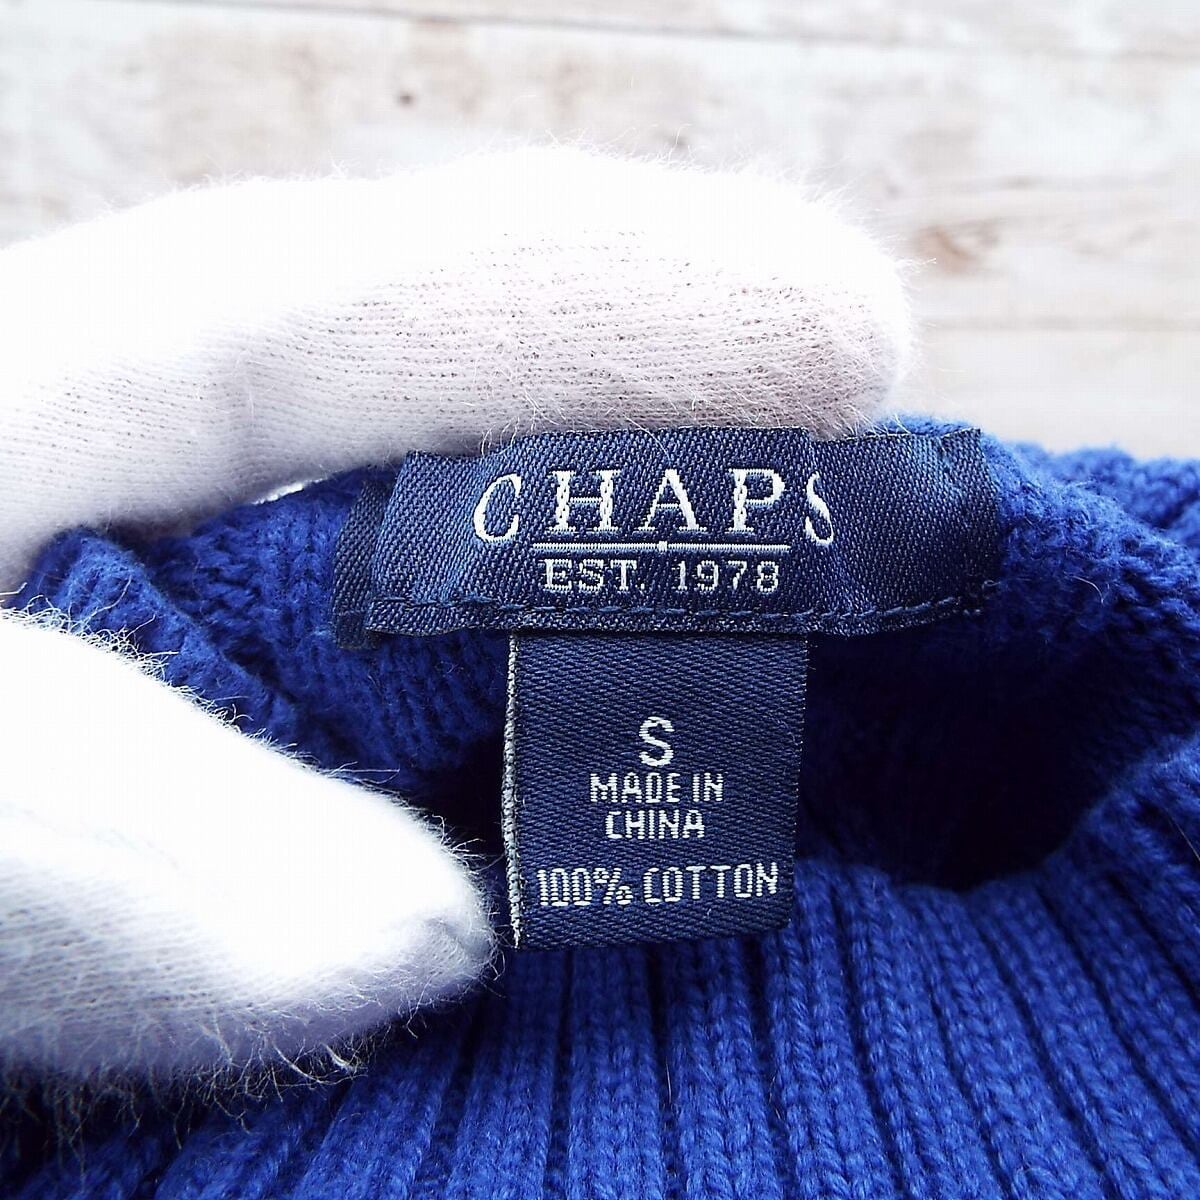 CHAPS
EST. 1978
S
MADE IN
CHINA
100% COTTON